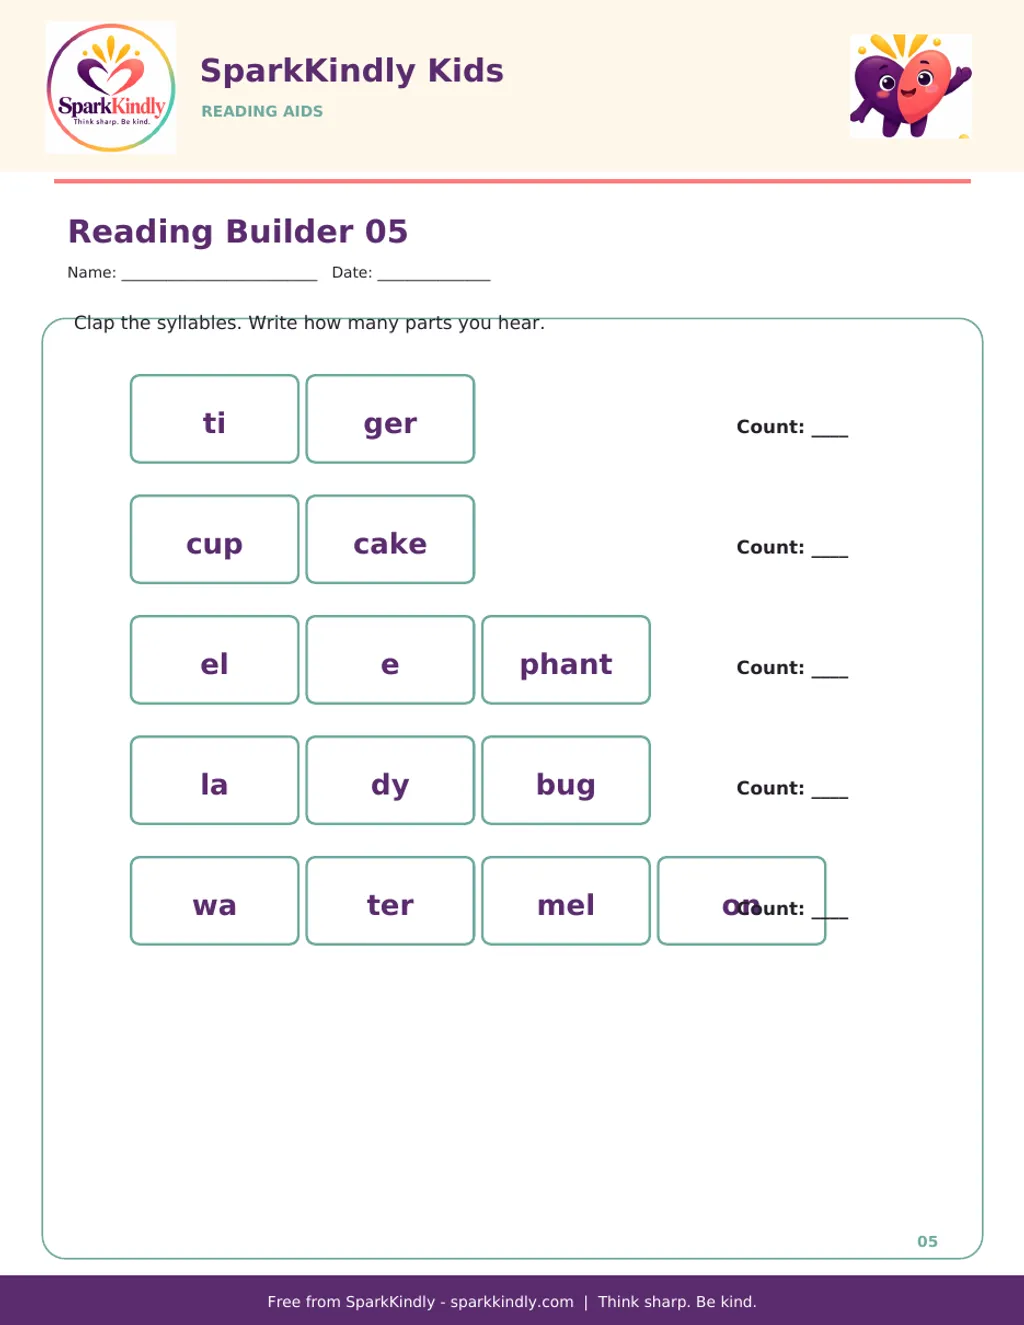 SparkKindly
Think sharp. Be kind.
SparkKindly Kids
READING AIDS
Reading Builder 05
Name: __________________________ Date: _______________
Clap the syllables. Write how many parts you hear.
ti ger Count: ____
cup cake Count: ____
el e phant Count: ____
la dy bug Count: ____
wa ter mel on Count: ____
05
Free from SparkKindly - sparkkindly.com | Think sharp. Be kind.